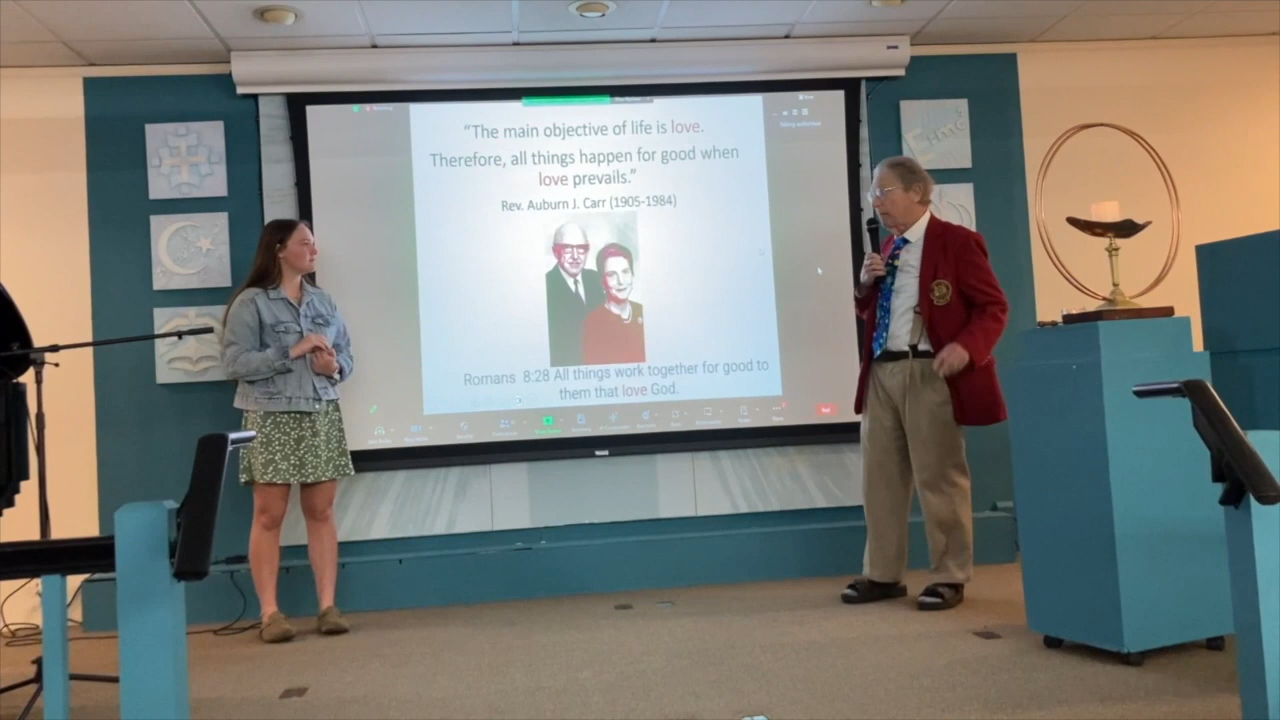 “The main objective of life is love.
Therefore, all things happen for good when
love prevails.”
Rev. Auburn J. Carr (1905-1984)
Romans 8:28 All things work together for good to
them that love God.